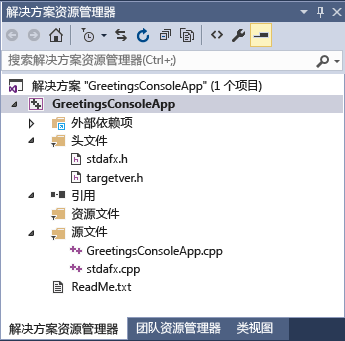 解决方案资源管理器
搜索解决方案资源管理器(Ctrl+;)
解决方案 "GreetingsConsoleApp" (1 个项目)
GreetingsConsoleApp
外部依赖项
头文件
stdafx.h
targetver.h
引用
资源文件
源文件
GreetingsConsoleApp.cpp
stdafx.cpp
ReadMe.txt
解决方案资源管理器 团队资源管理器 类视图